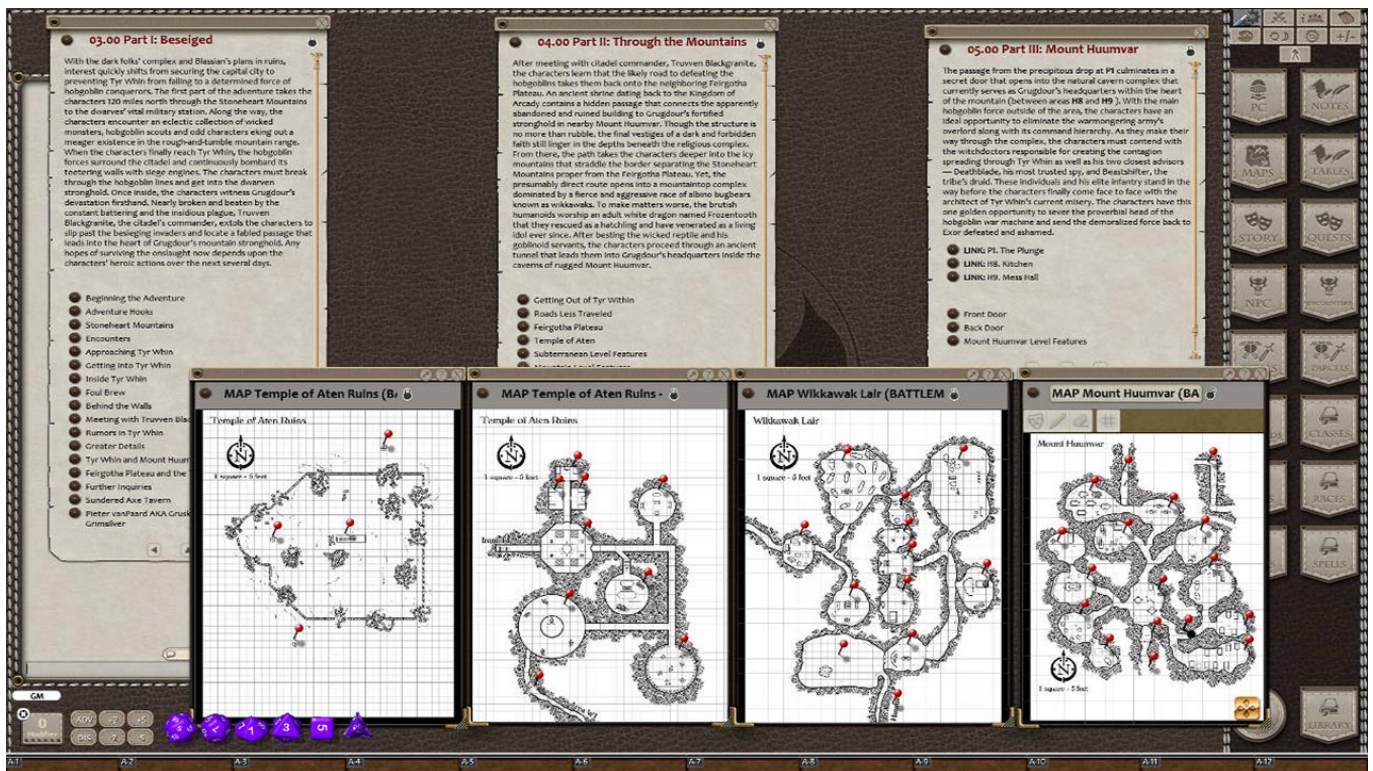 03.00 Part I: Beseiged
With the dark folks' complex and Blassian's plans in ruins,
interest quickly shifts from securing the capital city to
preventing Tyr Whin from falling to a determined force of
hobgoblin conquerors. The first part of the adventure takes the
characters 120 miles north through the Stoneheart Mountains
to the dwarves' vital military station. Along the way, the
characters encounter an eclectic collection of wicked
monsters, hobgoblin scouts and odd characters eking out a
meager existence in the rough-and-tumble mountain range.
When the characters finally reach Tyr Whin, the hobgoblin
forces surround the citadel and continuously bombard its
teetering walls with siege engines. The characters must break
through the hobgoblin lines and get into the dwarven
stronghold. Once inside, the characters witness Grugdour's
devastation firsthand. Nearly broken and beaten by the
constant battering and the insidious plague, Truvven
Blackgranite, the citadel's commander, extols the characters to
slip past the besieging invaders and locate a fabled passage that
leads into the heart of Grugdour's mountain stronghold. Any
hopes of surviving the onslaught now depends upon the
characters' heroic actions over the next several days.
Beginning the Adventure
Adventure Hooks
Stoneheart Mountains
Encounters
Approaching Tyr Whin
Getting Into Tyr Whin
Inside Tyr Whin
Foul Brew
Behind the Walls
Meeting with Truvven Blac
Rumors in Tyr Whin
Greater Details
Tyr Whin and Mount Huum
Feirgotha Plateau and the
Further Inquiries
Sundered Axe Tavern
Pieter vanPaard AKA Grusk
Grimsilver
04.00 Part II: Through the Mountains
After meeting with citadel commander, Truvven Blackgranite,
the characters learn that the likely road to defeating the
hobgoblins takes them back onto the neighboring Feirgotha
Plateau. An ancient shrine dating back to the Kingdom of
Arcady contains a hidden passage that connects the apparently
abandoned and ruined building to Grugdour's fortified
stronghold in nearby Mount Huumvar. Though the structure is
no more than rubble, the final vestiges of a dark and forbidden
faith still linger in the depths beneath the religious complex.
From there, the path takes the characters deeper into the icy
mountains that straddle the border separating the Stoneheart
Mountains proper from the Feirgotha Plateau. Yet, the
presumably direct route opens into a mountaintop complex
dominated by a fierce and aggressive race of albino bugbears
known as wikkawaks. To make matters worse, the brutish
humanoids worship an adult white dragon named Frozentooth
that they rescued as a hatchling and have venerated as a living
idol ever since. After besting the wicked reptile and his
goblinoid servants, the characters proceed through an ancient
tunnel that leads them into Grugdour's headquarters inside the
caverns of rugged Mount Huumvar.
Getting Out of Tyr Within
Roads Less Traveled
Feirgotha Plateau
Temple of Aten
Subterranean Level Features
Mountain Level Features
05.00 Part III: Mount Huumvar
The passage from the precipitous drop at P1 culminates in a
secret door that opens into the natural cavern complex that
currently serves as Grugdour's headquarters within the heart
of the mountain (between areas H8 and H9 ). With the main
hobgoblin force outside of the area, the characters have an
ideal opportunity to eliminate the warmongering army's
overlord along with its command hierarchy. As they make their
way through the complex, the characters must contend with
the witchdoctors responsible for creating the contagion
spreading through Tyr Whin as well as his two closest advisors
— Deathblade, his most trusted spy, and Beastshifter, the
tribe's druid. These individuals and his elite infantry stand in the
way before the characters finally come face to face with the
architect of Tyr Whin's current misery. The characters have this
one golden opportunity to sever the proverbial head of the
hobgoblin war machine and send the demoralized force back to
Exor defeated and ashamed.
LINK: P1. The Plunge
LINK: H8. Kitchen
LINK: H9. Mess Hall
Front Door
Back Door
Mount Huumvar Level Features
PC
NOTES
MAPS
TABLES
STORY
QUESTS
NPC
ENCOUNTERS
PARCELS
CLASSES
RACES
SPELLS
LIBRARY
+/-
MAP Temple of Aten Ruins (BA
Temple of Aten Ruins
N
1 square - 5 feet
MAP Temple of Aten Ruins -
Temple of Aten Ruins
N
1 square - 5 feet
MAP Wikkawak Lair (BATTLEM
Wikkawak Lair
N
1 square - 5 feet
MAP Mount Huumvar (BA
Mount Huumvar
N
1 square - 5 feet
GM
0
Modifier
ADV
+2
+5
DIS
-2
-5
A-1
A-2
A-3
A-4
A-5
A-6
A-7
A-8
A-9
A-10
A-11
A-12